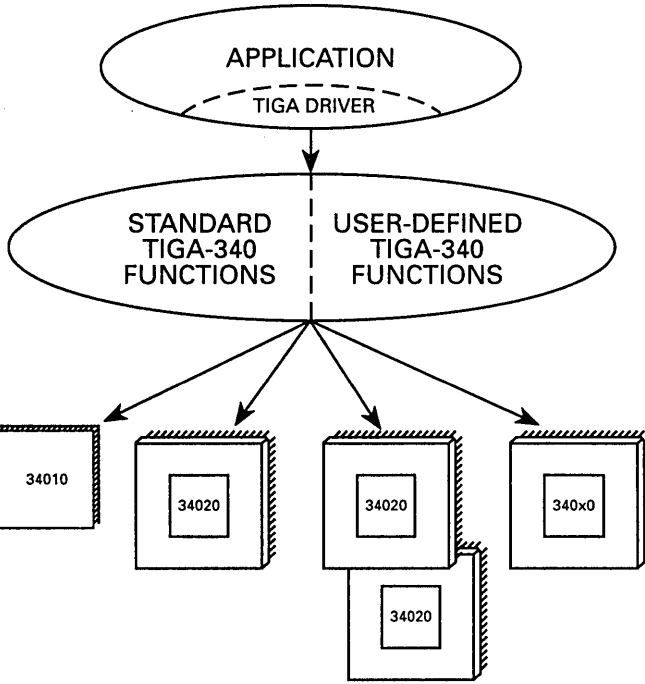 APPLICATION
TIGA DRIVER
STANDARD
TIGA-340
FUNCTIONS
USER-DEFINED
TIGA-340
FUNCTIONS
34010
34020
34020
340x0
34020